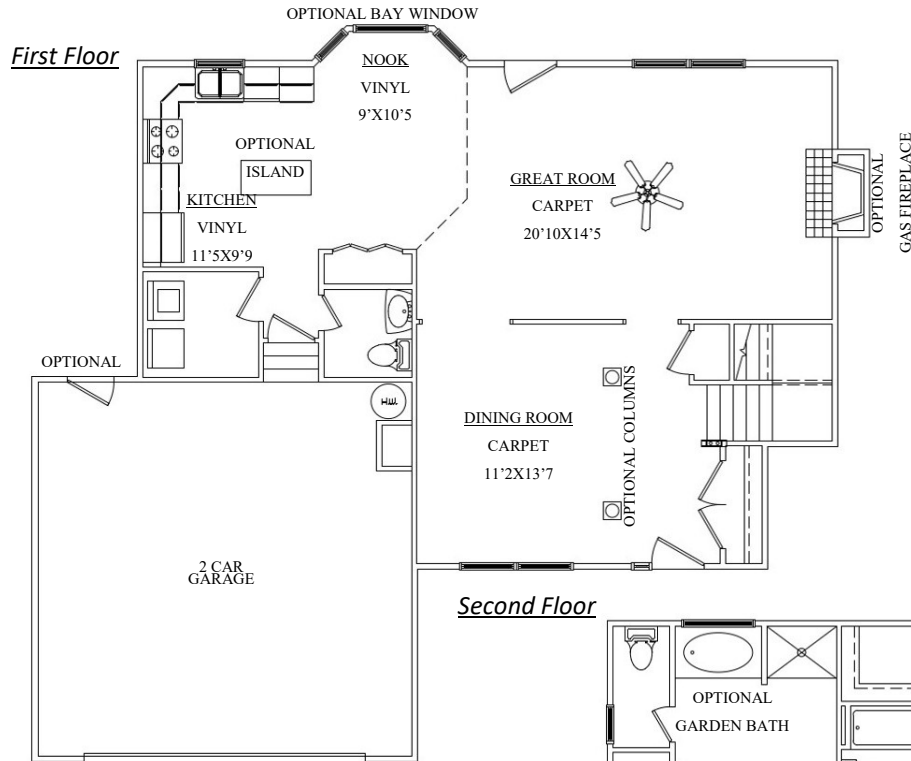 OPTIONAL BAY WINDOW
First Floor
NOOK
VINYL
9’X10’5
OPTIONAL
ISLAND
KITCHEN
VINYL
11’5X9’9
GREAT ROOM
CARPET
20’10X14’5
OPTIONAL
GAS FIREPLACE
OPTIONAL
H.W.
DINING ROOM
CARPET
11’2X13’7
OPTIONAL COLUMNS
2 CAR
GARAGE
Second Floor
OPTIONAL
GARDEN BATH